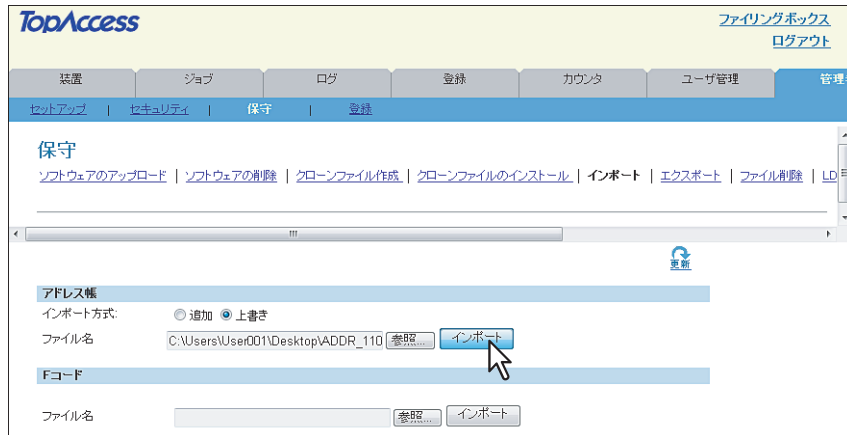 TopAccess
ファイリングボックス
ログアウト
装置 ジョブ ログ 登録 カウンタ ユーザ管理 管理
セットアップ | セキュリティ | 保守 | 登録
保守
ソフトウェアのアップロード | ソフトウェアの削除 | クローンファイル作成 | クローンファイルのインストール | インポート | エクスポート | ファイル削除 | LD
更新
アドレス帳
インポート方式: 追加 上書き
ファイル名 C:\Users\User001\Desktop\ADDR_110 参照... インポート
Fコード
ファイル名 参照... インポート